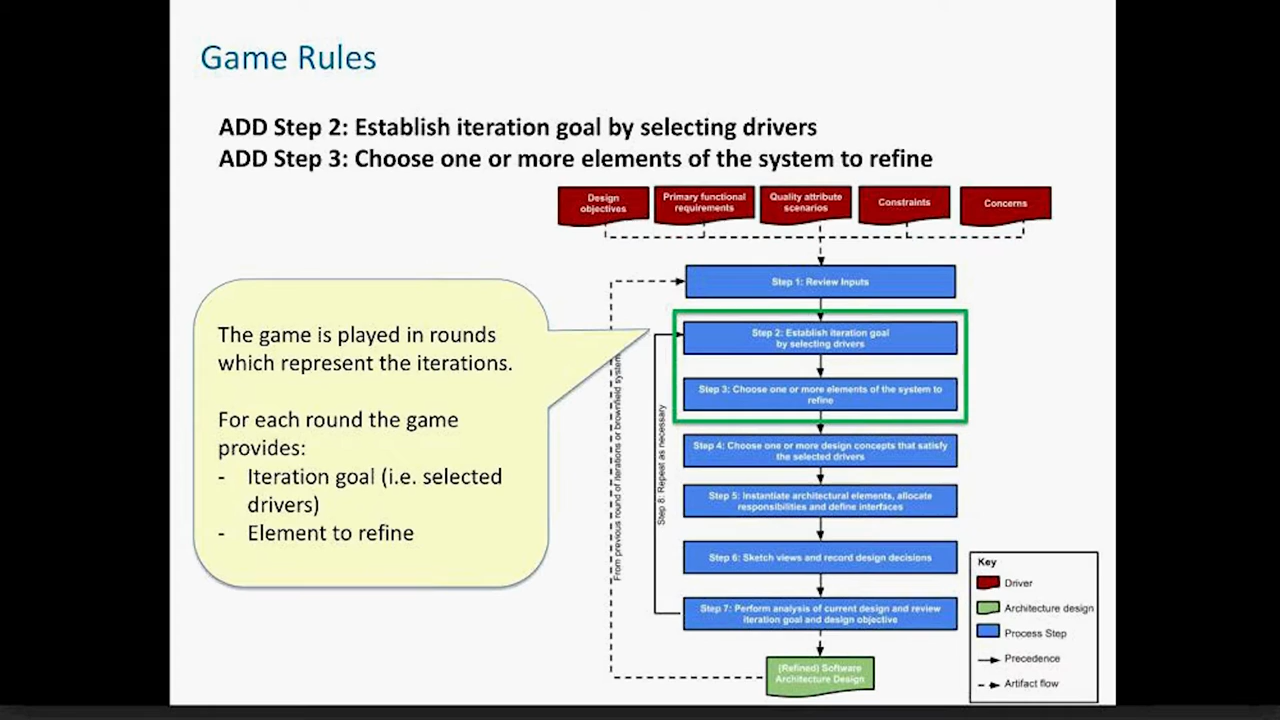 Game Rules
ADD Step 2: Establish iteration goal by selecting drivers
ADD Step 3: Choose one or more elements of the system to refine
Design
objectives
Primary functional
requirements
Quality attribute
scenarios
Constraints
Concerns
The game is played in rounds
which represent the iterations.
For each round the game
provides:
- Iteration goal (i.e. selected
drivers)
- Element to refine
From previous round of iterations or brownfield system
Step 8: Repeat as necessary
Step 1: Review Inputs
Step 2: Establish iteration goal
by selecting drivers
Step 3: Choose one or more elements of the system to
refine
Step 4: Choose one or more design concepts that satisfy
the selected drivers
Step 5: Instantiate architectural elements, allocate
responsibilities and define interfaces
Step 6: Sketch views and record design decisions
Step 7: Perform analysis of current design and review
iteration goal and design objective
(Refined) Software
Architecture Design
Key
Driver
Architecture design
Process Step
Precedence
Artifact flow